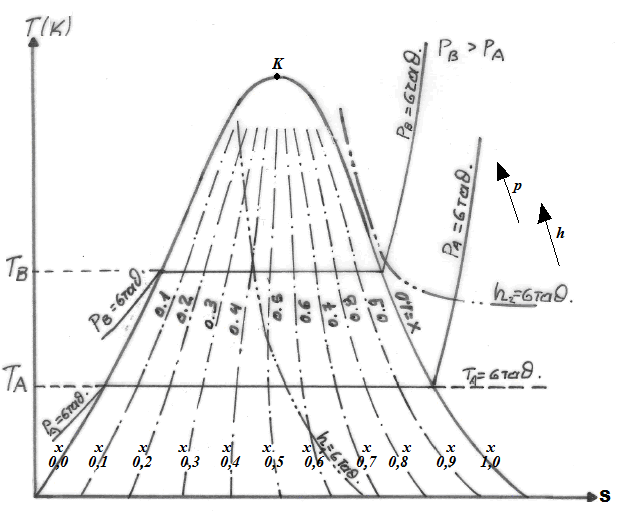 T(K)
K
P_B > P_A
P_B = σταθ.
P_A = σταθ.
p
h
T_B
P_B = σταθ.
0.1
0.2
0.3
0.4
0.5
0.6
0.7
0.8
0.9
x=1.0
h₂=σταθ.
T_A
T_A=σταθ.
P_A=σταθ.
h₁=σταθ.
x x x x x x x x x x x
0,0 0,1 0,2 0,3 0,4 0,5 0,6 0,7 0,8 0,9 1,0
s